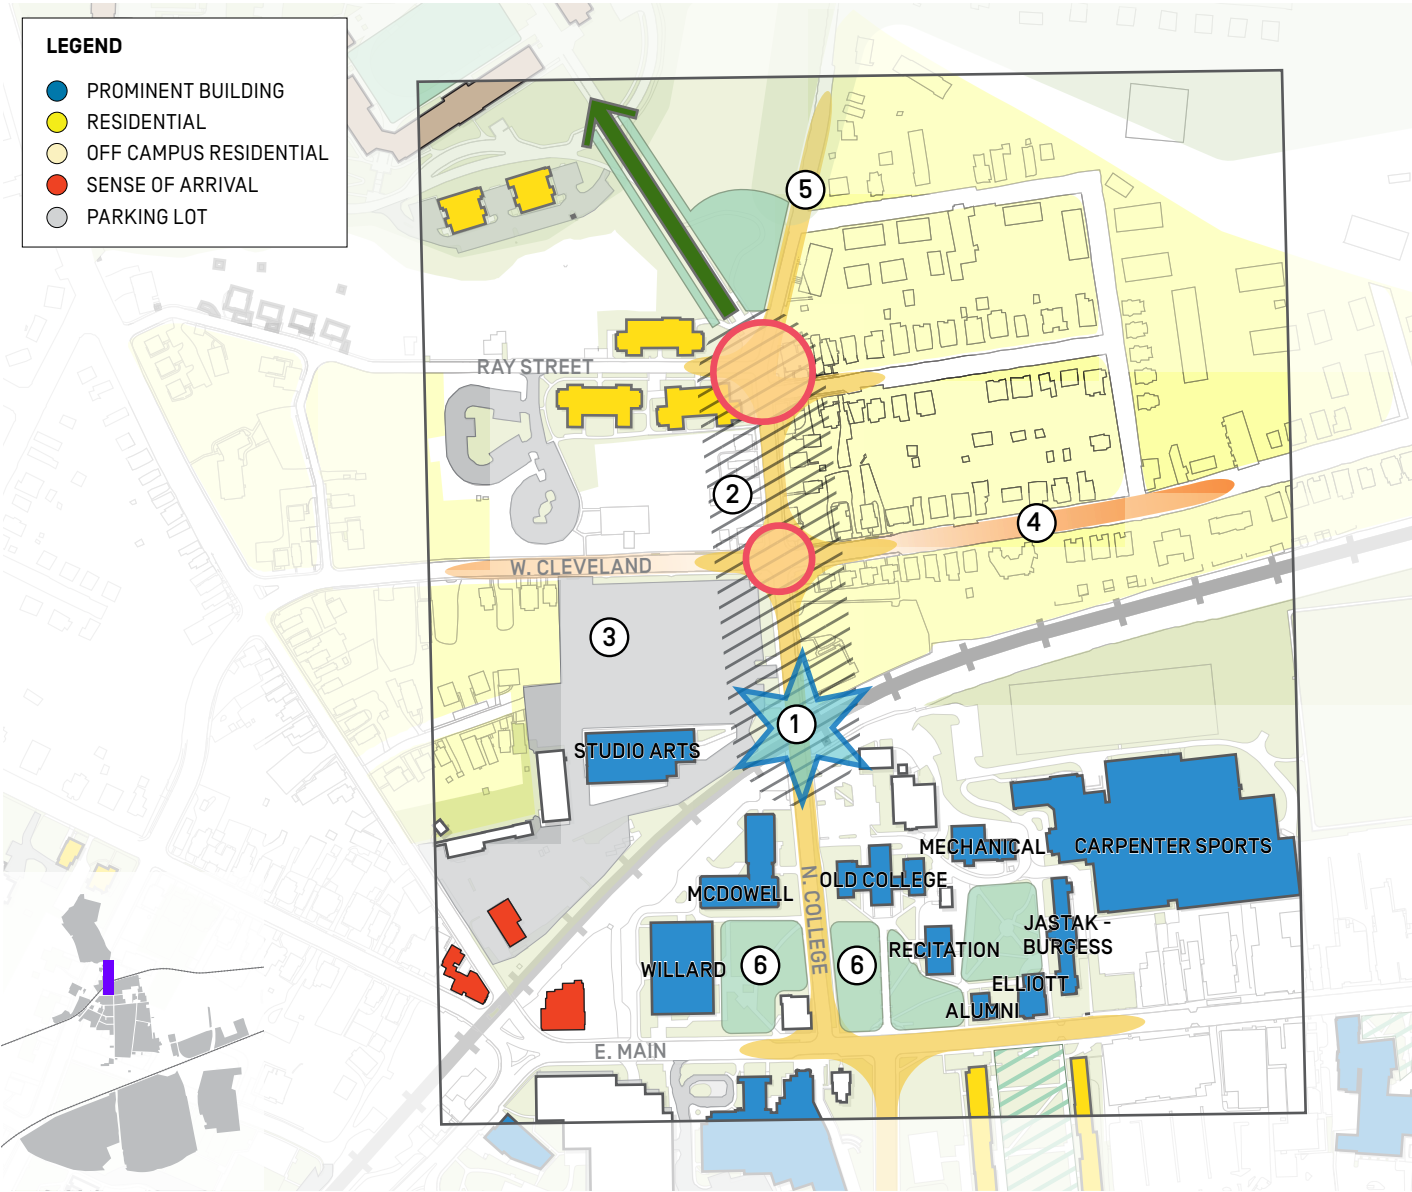 LEGEND
PROMINENT BUILDING
RESIDENTIAL
OFF CAMPUS RESIDENTIAL
SENSE OF ARRIVAL
PARKING LOT
5
RAY STREET
2
4
W. CLEVELAND
3
1
STUDIO ARTS
MECHANICAL
CARPENTER SPORTS
MCDOWELL
OLD COLLEGE
N. COLLEGE
JASTAK -
BURGESS
WILLARD
6
6
RECITATION
ELLIOTT
ALUMNI
E. MAIN